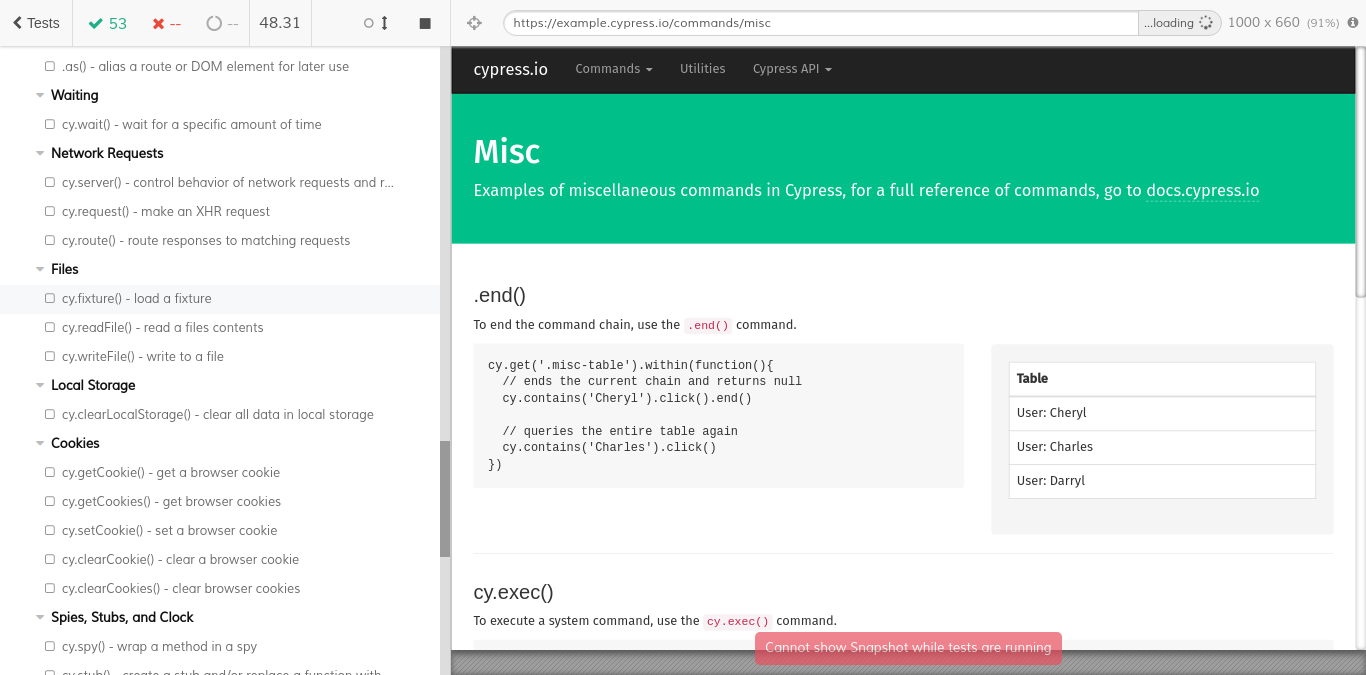 Tests 53 -- -- 48.31
https://example.cypress.io/commands/misc ...loading 1000 x 660 (91%)
.as() - alias a route or DOM element for later use
Waiting
cy.wait() - wait for a specific amount of time
Network Requests
cy.server() - control behavior of network requests and r...
cy.request() - make an XHR request
cy.route() - route responses to matching requests
Files
cy.fixture() - load a fixture
cy.readFile() - read a files contents
cy.writeFile() - write to a file
Local Storage
cy.clearLocalStorage() - clear all data in local storage
Cookies
cy.getCookie() - get a browser cookie
cy.getCookies() - get browser cookies
cy.setCookie() - set a browser cookie
cy.clearCookie() - clear a browser cookie
cy.clearCookies() - clear browser cookies
Spies, Stubs, and Clock
cy.spy() - wrap a method in a spy
cy.stub() - create a stub and/or replace a function with
cypress.io Commands Utilities Cypress API
Misc
Examples of miscellaneous commands in Cypress, for a full reference of commands, go to docs.cypress.io
.end()
To end the command chain, use the .end() command.
cy.get('.misc-table').within(function(){
  // ends the current chain and returns null
  cy.contains('Cheryl').click().end()
  // queries the entire table again
  cy.contains('Charles').click()
})
Table
User: Cheryl
User: Charles
User: Darryl
cy.exec()
To execute a system command, use the cy.exec() command.
Cannot show Snapshot while tests are running